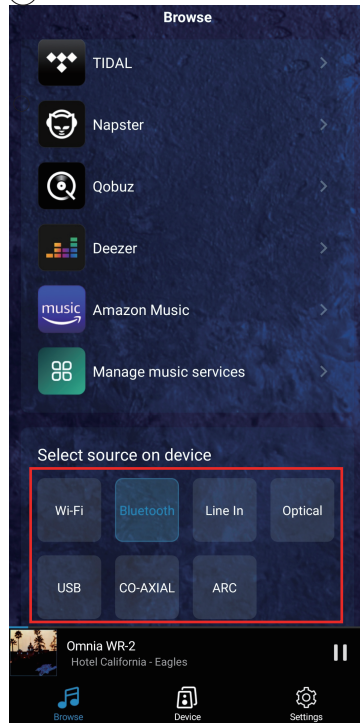 Browse
TIDAL
Napster
Qobuz
Deezer
music
Amazon Music
Manage music services
Select source on device
Wi-Fi Bluetooth Line In Optical
USB CO-AXIAL ARC
Omnia WR-2
Hotel California - Eagles
Browse Device Settings